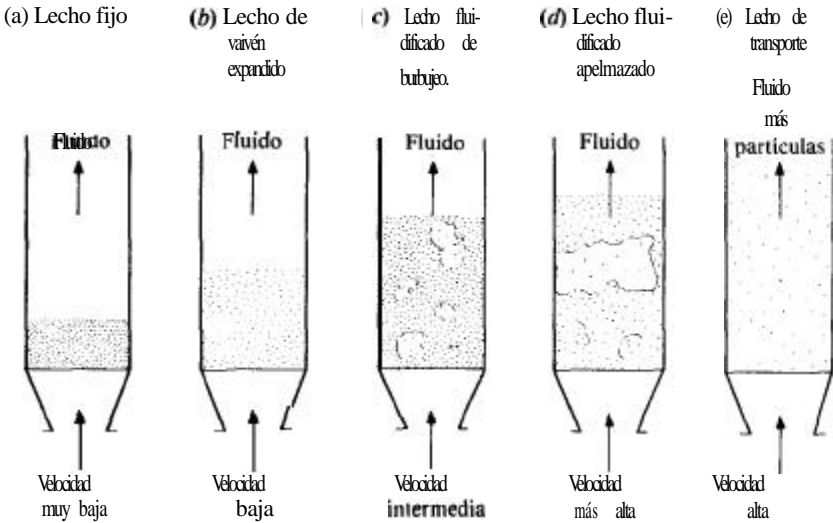 (a) Lecho fijo
(b) Lecho de
vaivén
expandido
c) Lecho flui-
dificado de
burbujeo.
(d) Lecho flui-
dificado
apelmazado
(e) Lecho de
transporte
Fluido
más
partículas
Fluido
Fluido
Fluido
Fluido
Velocidad
muy baja
Velocidad
baja
Velocidad
intermedia
Velocidad
más alta
Velocidad
alta